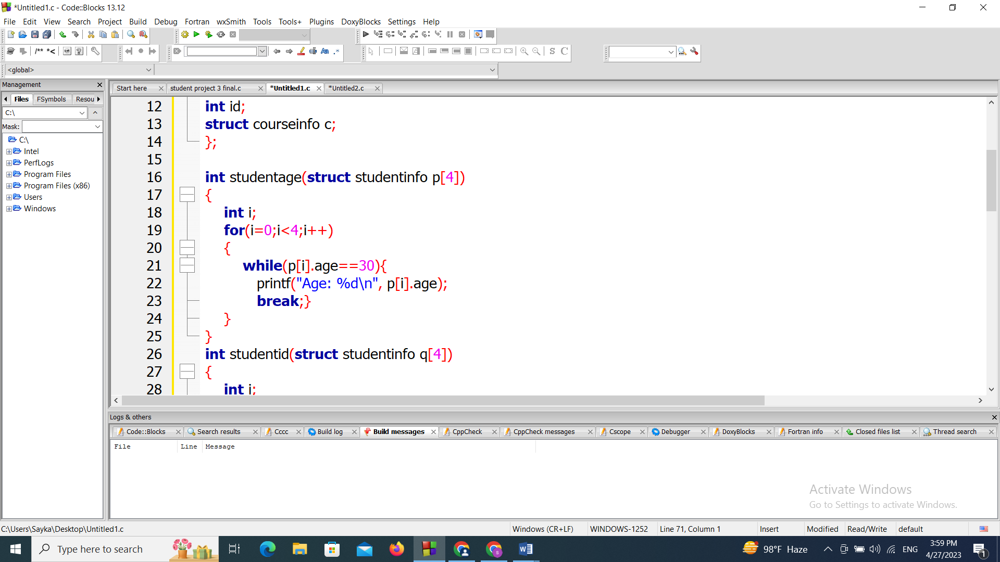 *Untitled1.c - Code::Blocks 13.12
File Edit View Search Project Build Debug Fortran wxSmith Tools Tools+ Plugins DoxyBlocks Settings Help
/** *<
Aa .*
S C
<global>
Management
Start here
student project 3 final.c
*Untitled1.c
*Untitled2.c
Files FSymbols Resou
C:\
Mask:
C:\
Intel
PerfLogs
Program Files
Program Files (x86)
Users
Windows
12 int id;
13 struct courseinfo c;
14 };
15
16 int studentage(struct studentinfo p[4])
17 {
18 int i;
19 for(i=0;i<4;i++)
20 {
21 while(p[i].age==30){
22 printf("Age: %d\n", p[i].age);
23 break;}
24 }
25 }
26 int studentid(struct studentinfo q[4])
27 {
28 int i;
Logs & others
Code::Blocks Search results Cccc Build log Build messages CppCheck CppCheck messages Cscope Debugger DoxyBlocks Fortran info Closed files list Thread search
File Line Message
Activate Windows
Go to Settings to activate Windows.
C:\Users\Sayka\Desktop\Untitled1.c Windows (CR+LF) WINDOWS-1252 Line 71, Column 1 Insert Modified Read/Write default
Type here to search
98°F Haze
ENG
3:59 PM
4/27/2023
1